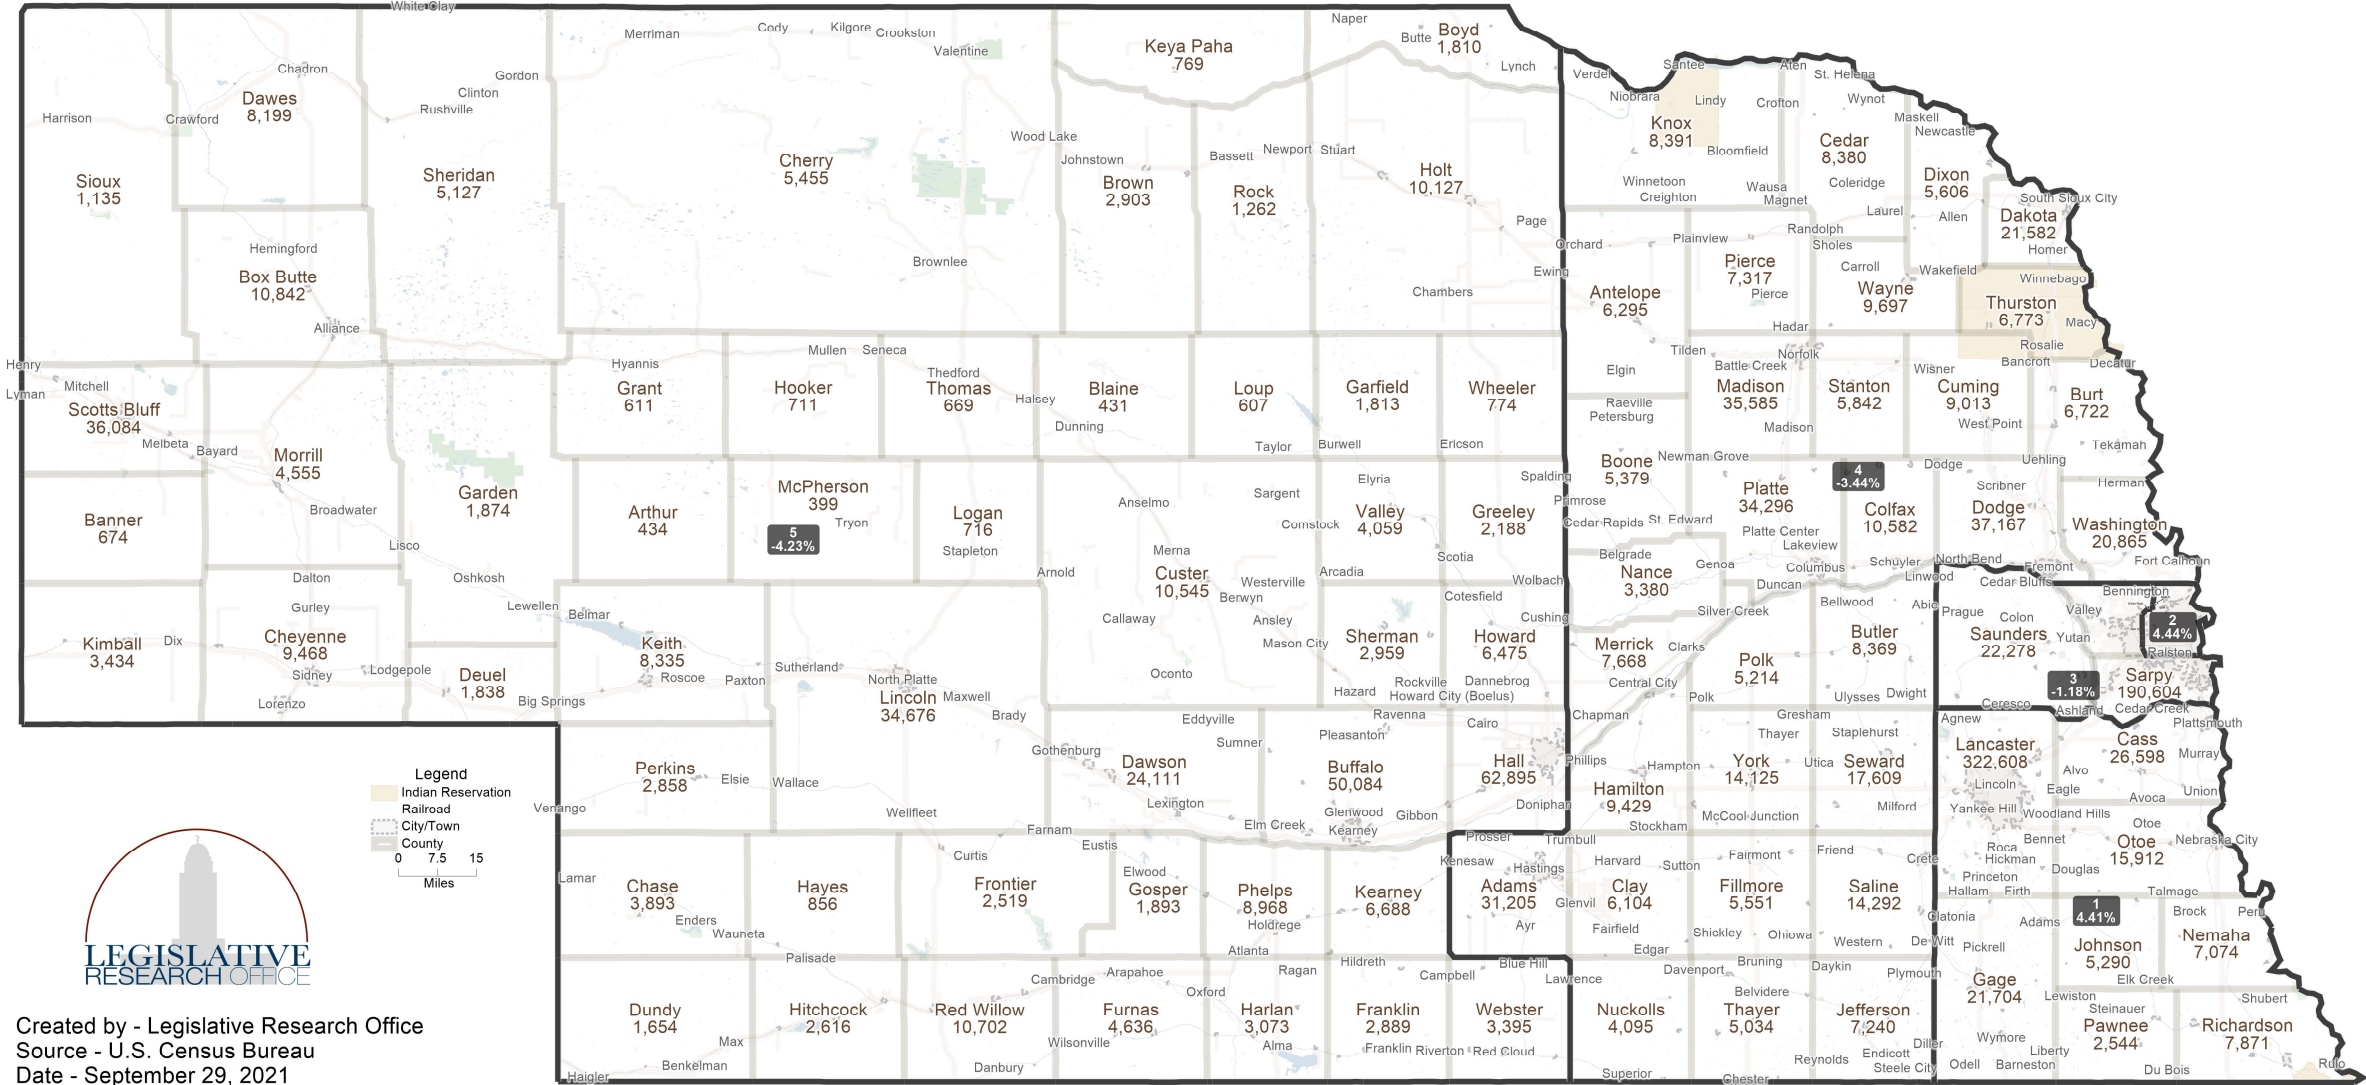 White Clay
Merriman
Cody
Kilgore
Crookston
Valentine
Naper
Butte
Boyd
1,810
Keya Paha
769
Lynch
Verdel
Santee
Aten
St. Helena
Niobrara
Lindy
Crofton
Wynot
Chadron
Gordon
Clinton
Rushville
Dawes
8,199
Harrison
Crawford
Knox
8,391
Bloomfield
Cedar
8,380
Maskell
Newcastle
Wood Lake
Johnstown
Bassett
Newport
Stuart
Cherry
5,455
Sheridan
5,127
Sioux
1,135
Brown
2,903
Rock
1,262
Holt
10,127
Winnetoon
Creighton
Wausa
Magnet
Coleridge
Dixon
5,606
South Sioux City
Laurel
Allen
Dakota
21,582
Homer
Page
Orchard
Plainview
Randolph
Sholes
Hemingford
Box Butte
10,842
Brownlee
Ewing
Chambers
Pierce
7,317
Pierce
Carroll
Wayne
9,697
Wakefield
Winnebago
Antelope
6,295
Thurston
6,773
Macy
Alliance
Hadar
Norfolk
Rosalie
Bancroft
Decatur
Henry
Mitchell
Lyman
Scotts Bluff
36,084
Melbeta
Bayard
Hyannis
Grant
611
Mullen
Seneca
Hooker
711
Thedford
Thomas
669
Halsey
Blaine
431
Dunning
Loup
607
Taylor
Garfield
1,813
Burwell
Wheeler
774
Ericson
Elgin
Tilden
Battle Creek
Madison
35,585
Madison
Stanton
5,842
Wisner
Cuming
9,013
West Point
Burt
6,722
Tekamah
Raeville
Petersburg
Newman Grove
Boone
5,379
Morrill
4,555
Garden
1,874
Broadwater
Lisco
Banner
674
Arthur
434
McPherson
399
Tryon
5
-4.23%
Logan
716
Stapleton
Anselmo
Sargent
Comstock
Elyria
Valley
4,059
Greeley
2,188
Scotia
Spalding
Primrose
Cedar Rapids
St. Edward
Platte
34,296
Platte Center
Lakeview
4
-3.44%
Colfax
10,582
Dodge
Scribner
Uehling
Dodge
37,167
Herman
Washington
20,865
Fort Calhoun
Belgrade
Nance
3,380
Genoa
Columbus
Duncan
Schuyler
Linwood
North Bend
Fremont
Cedar Bluffs
Dalton
Gurley
Oshkosh
Lewellen
Belmar
Arnold
Merna
Custer
10,545
Westerville
Berwyn
Ansley
Mason City
Callaway
Oconto
Arcadia
Wolbach
Cotesfield
Cushing
Silver Creek
Bellwood
Abie
Prague
Colon
Valley
Yutan
Bennington
2
4.44%
Ralston
Kimball
3,434
Dix
Cheyenne
9,468
Sidney
Lorenzo
Lodgepole
Deuel
1,838
Big Springs
Keith
8,335
Roscoe
Paxton
Sutherland
North Platte
Lincoln
34,676
Maxwell
Brady
Sherman
2,959
Hazard
Rockville
Howard
6,475
Dannebrog
Howard City (Boelus)
Merrick
7,668
Clarks
Central City
Polk
5,214
Polk
Butler
8,369
Ulysses
Dwight
Saunders
22,278
3
-1.18%
Sarpy
190,604
Ceresco
Ashland
Cedar Creek
Plattsmouth
Perkins
2,858
Elsie
Venango
Wallace
Wellfleet
Gothenburg
Dawson
24,111
Lexington
Eddyville
Sumner
Ravenna
Pleasanton
Buffalo
50,084
Glenwood
Kearney
Elm Creek
Gibbon
Cairo
Hall
62,895
Doniphan
Chapman
Phillips
Hampton
Hamilton
9,429
Stockham
Gresham
Thayer
York
14,125
McCool Junction
Utica
Staplehurst
Seward
17,609
Milford
Agnew
Lancaster
322,608
Lincoln
Yankee Hill
Cass
26,598
Murray
Alvo
Eagle
Avoca
Union
Woodland Hills
Otoe
Otoe
15,912
Nebraska City
Bennet
Roca
Hickman
Princeton
Hallam
Firth
Douglas
Talmage
Farnam
Eustis
Curtis
Elwood
Prosser
Kenesaw
Trumbull
Hastings
Harvard
Sutton
Fairmont
Friend
Crete
Lamar
Chase
3,893
Enders
Wauneta
Hayes
856
Palisade
Frontier
2,519
Gosper
1,893
Phelps
8,968
Holdrege
Atlanta
Kearney
6,688
Adams
31,205
Ayr
Glenvil
Clay
6,104
Fairfield
Edgar
Fillmore
5,551
Shickley
Ohiowa
Bruning
Saline
14,292
Western
Clatonia
De Witt
Adams
1
4.41%
Brock
Peru
Nemaha
7,074
Johnson
5,290
Elk Creek
Pickrell
Gage
21,704
Dundy
1,654
Max
Benkelman
Haigler
Hitchcock
2,616
Red Willow
10,702
Danbury
Cambridge
Arapahoe
Furnas
4,636
Wilsonville
Oxford
Ragan
Harlan
3,073
Alma
Hildreth
Franklin
2,889
Franklin
Riverton
Campbell
Blue Hill
Webster
3,395
Red Cloud
Lawrence
Nuckolls
4,095
Superior
Davenport
Belvidere
Thayer
5,034
Chester
Daykin
Plymouth
Jefferson
7,240
Reynolds
Endicott
Steele City
Diller
Odell
Wymore
Barneston
Liberty
Lewiston
Steinauer
Pawnee
2,544
Du Bois
Shubert
Richardson
7,871
Rulo
Legend
Indian Reservation
Railroad
City/Town
County
0 7.5 15
Miles
LEGISLATIVE
RESEARCH OFFICE
Created by - Legislative Research Office
Source - U.S. Census Bureau
Date - September 29, 2021